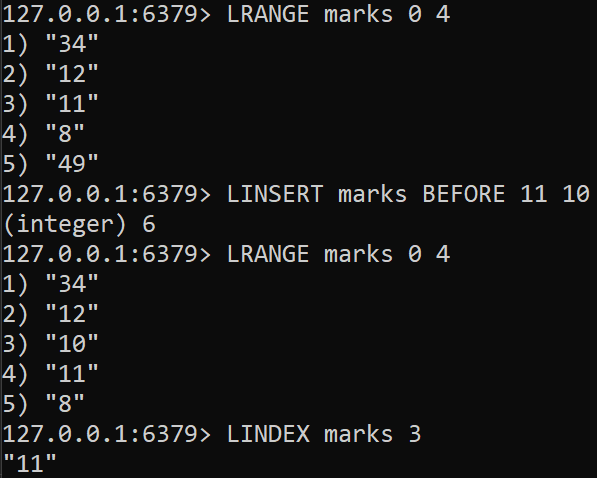 127.0.0.1:6379> LRANGE marks 0 4
1) "34"
2) "12"
3) "11"
4) "8"
5) "49"
127.0.0.1:6379> LINSERT marks BEFORE 11 10
(integer) 6
127.0.0.1:6379> LRANGE marks 0 4
1) "34"
2) "12"
3) "10"
4) "11"
5) "8"
127.0.0.1:6379> LINDEX marks 3
"11"